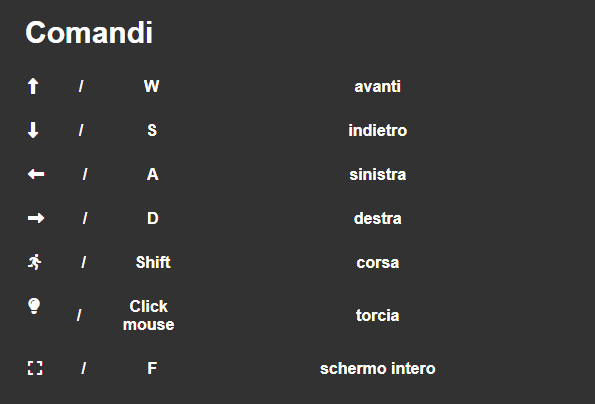 Comandi
/ W avanti
/ S indietro
/ A sinistra
/ D destra
/ Shift corsa
/ Click mouse torcia
/ F schermo intero